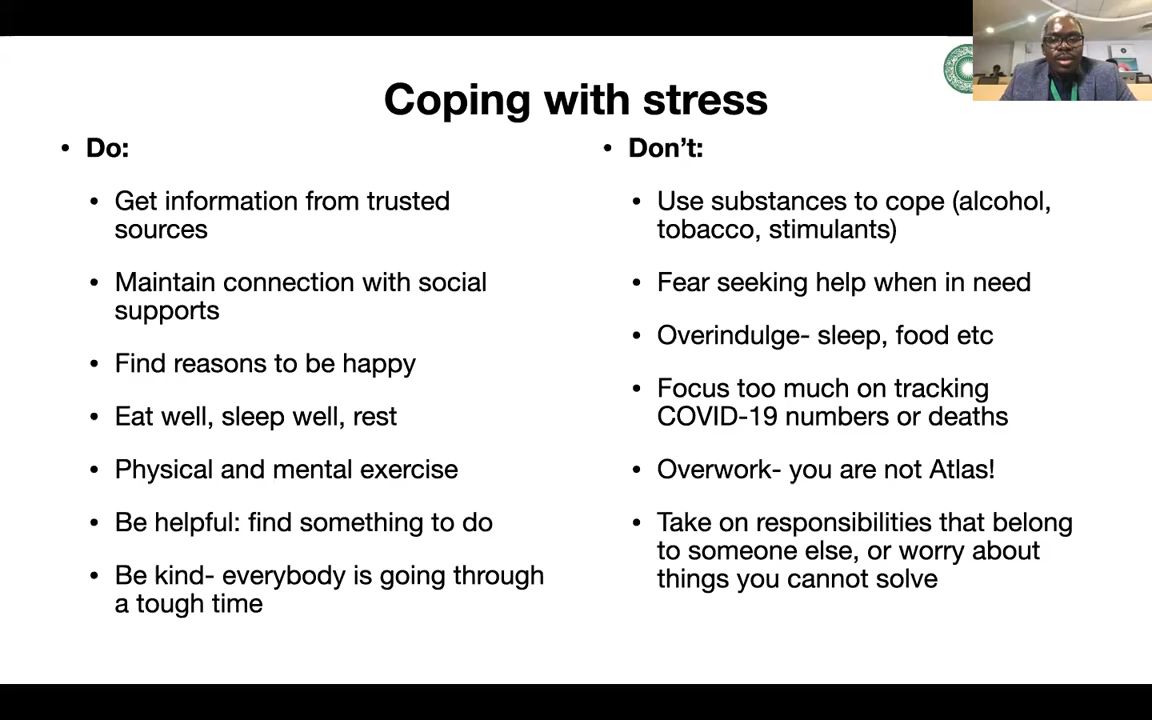 Coping with stress
• Do:
• Get information from trusted
sources
• Maintain connection with social
supports
• Find reasons to be happy
• Eat well, sleep well, rest
• Physical and mental exercise
• Be helpful: find something to do
• Be kind- everybody is going through
a tough time
• Don’t:
• Use substances to cope (alcohol,
tobacco, stimulants)
• Fear seeking help when in need
• Overindulge- sleep, food etc
• Focus too much on tracking
COVID-19 numbers or deaths
• Overwork- you are not Atlas!
• Take on responsibilities that belong
to someone else, or worry about
things you cannot solve